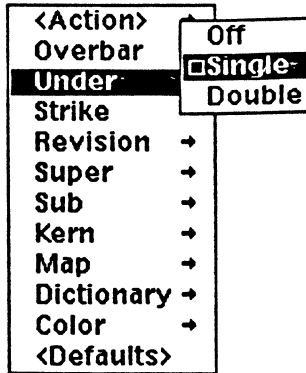 <Action>
Overbar
Under
Strike
Revision →
Super →
Sub →
Kern →
Map →
Dictionary →
Color →
<Defaults>
Off
Single
Double